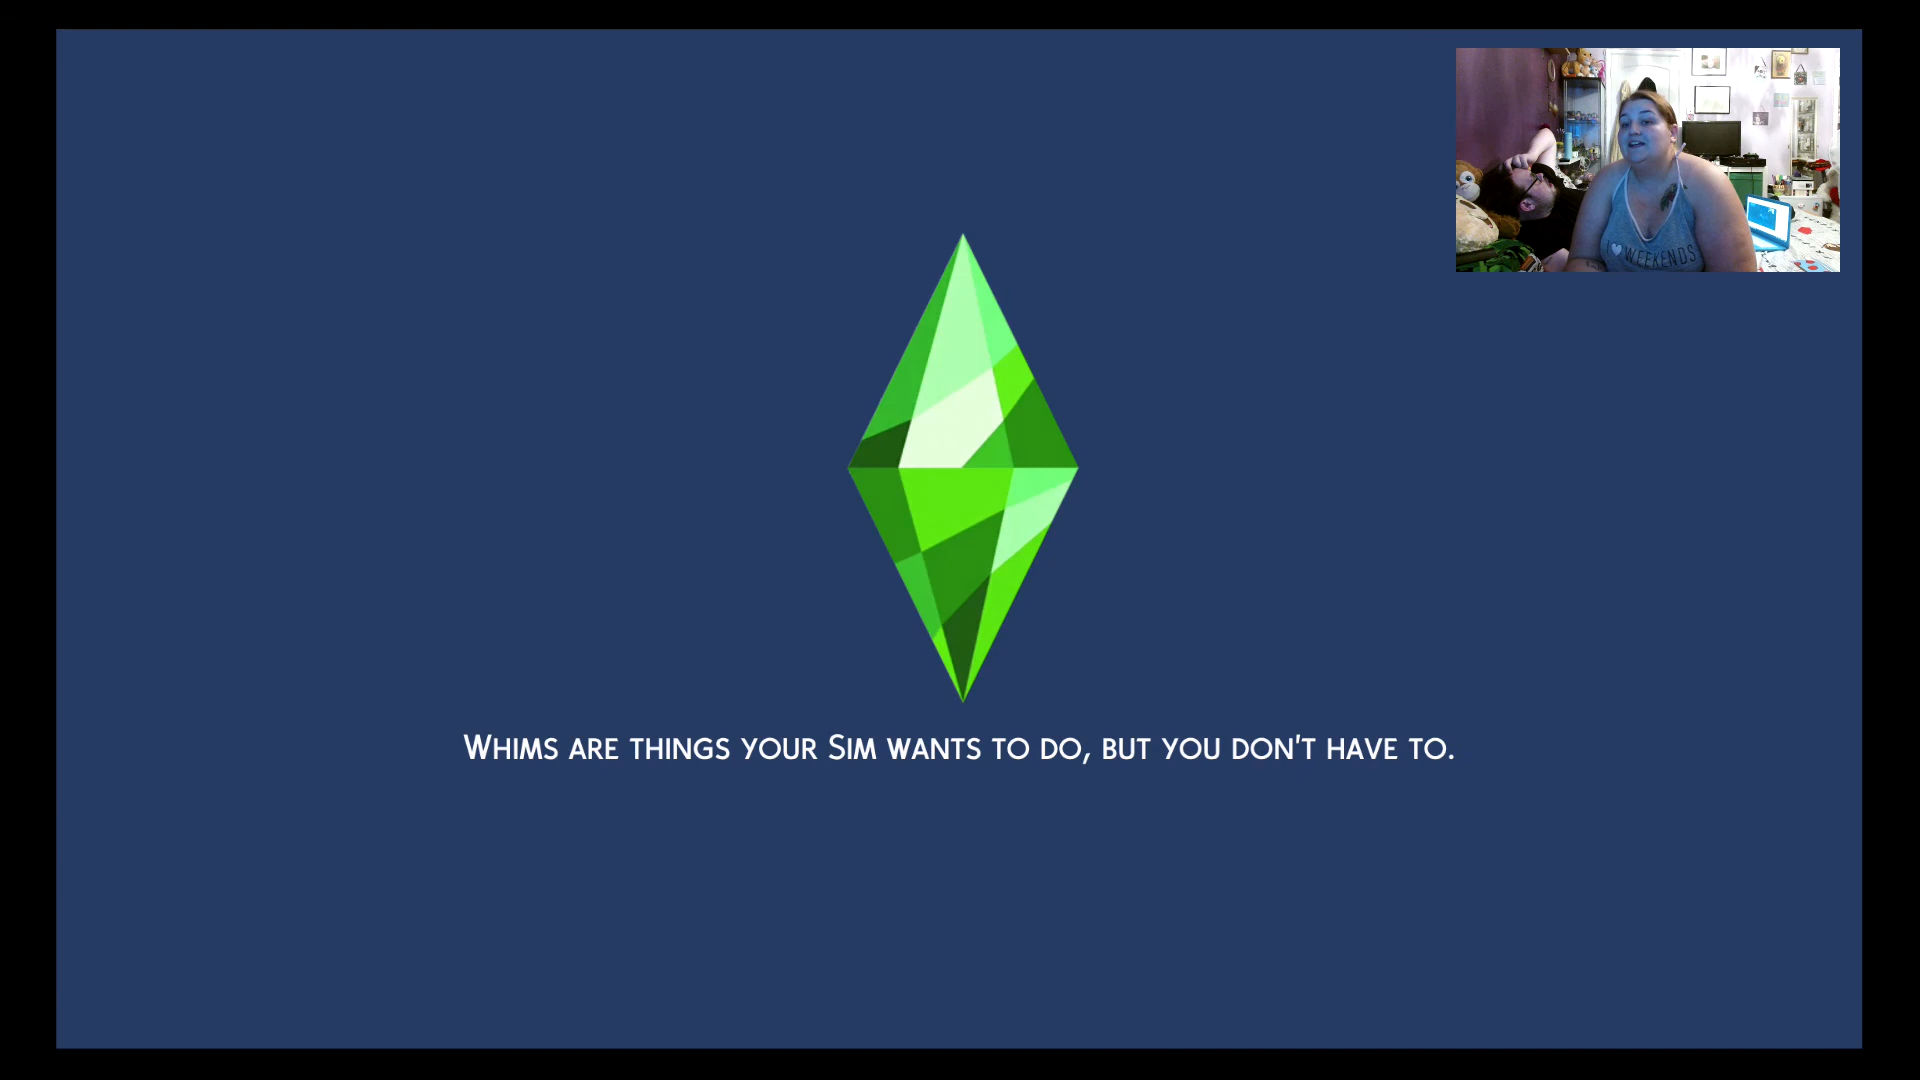 I ♥ WEEKENDS
Whims are things your Sim wants to do, but you don't have to.